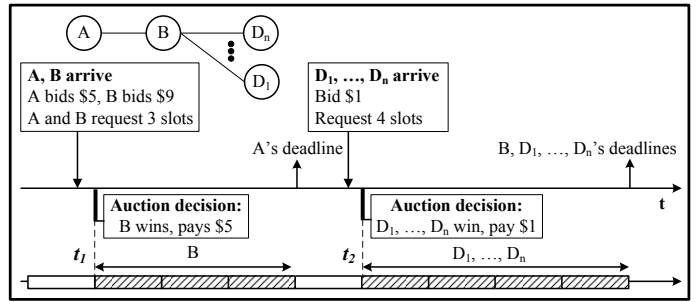 A B Dn
D1
A, B arrive
A bids $5, B bids $9
A and B request 3 slots
D1, …, Dn arrive
Bid $1
Request 4 slots
A's deadline
B, D1, …, Dn's deadlines
t
Auction decision:
B wins, pays $5
Auction decision:
D1, …, Dn win, pay $1
t1 B t2 D1, …, Dn